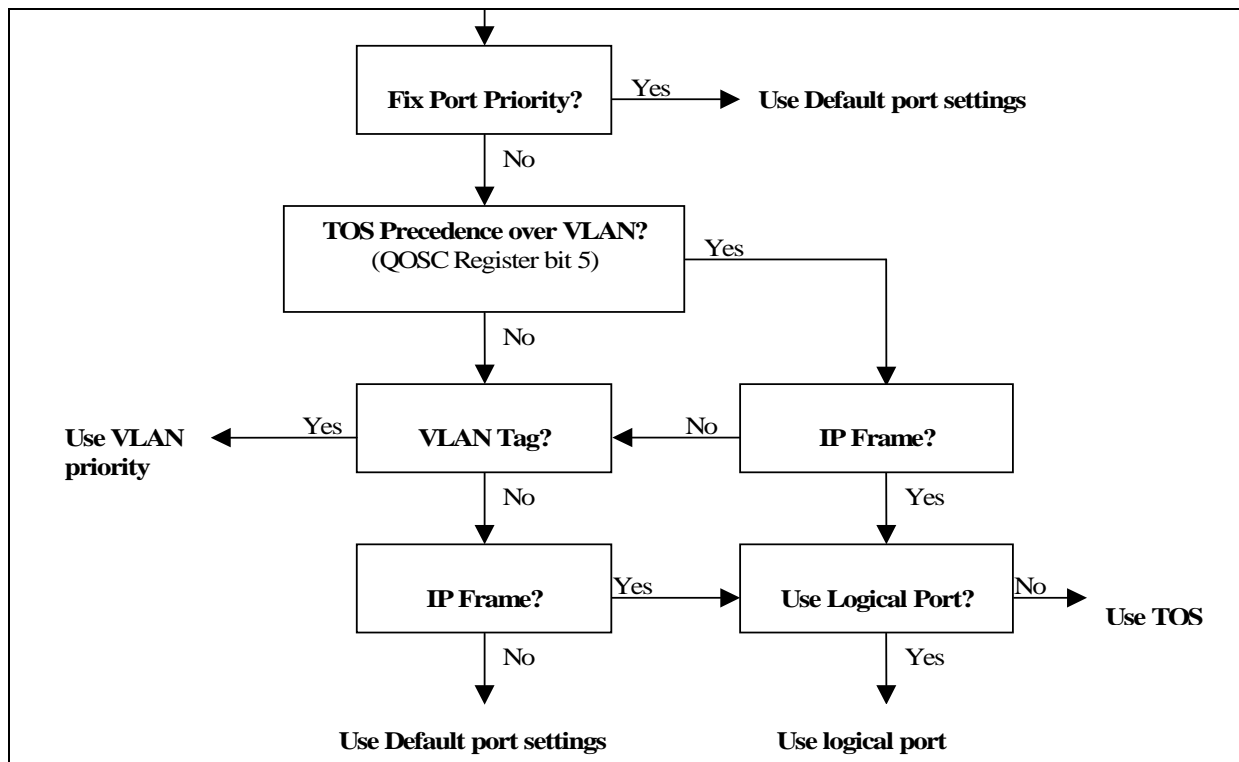 Fix Port Priority?
Yes
Use Default port settings
No
TOS Precedence over VLAN?
(QOSC Register bit 5)
Yes
No
Use VLAN
priority
Yes
VLAN Tag?
No
IP Frame?
No
Yes
IP Frame?
Yes
Use Logical Port?
No
Use TOS
No
Yes
Use Default port settings
Use logical port